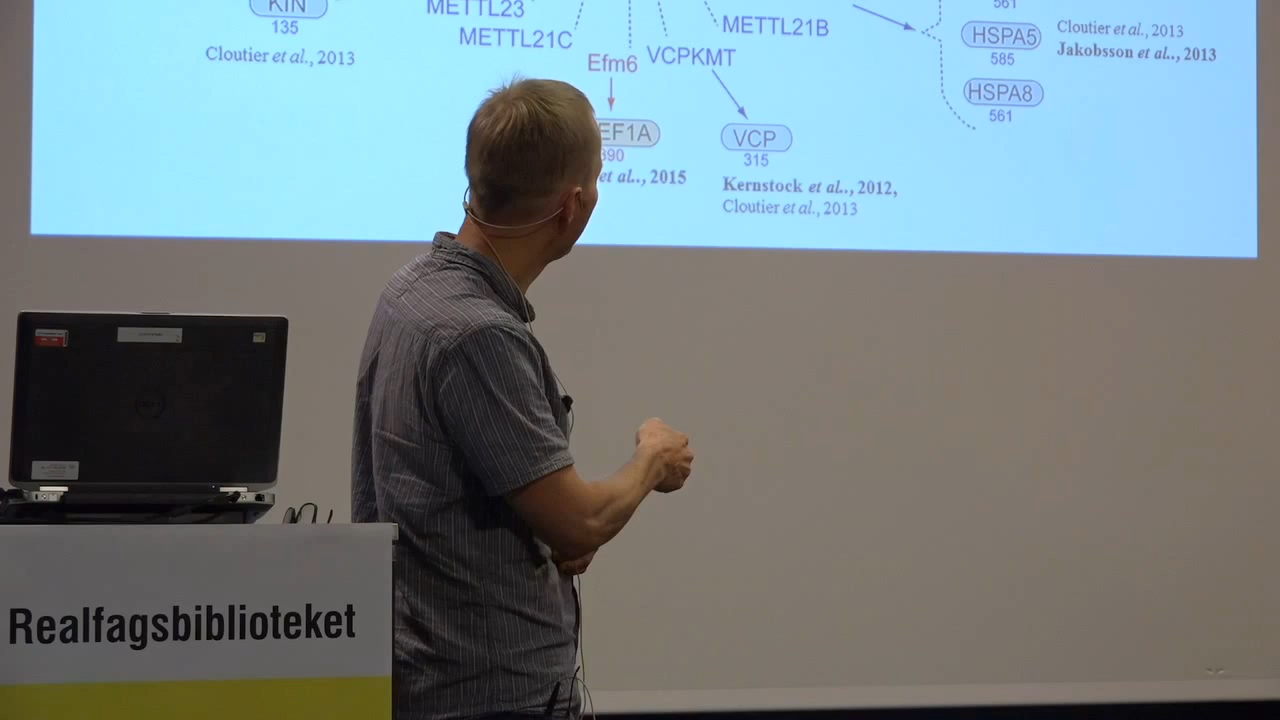 KIN
135
Cloutier et al., 2013
METTL23
METTL21C
Efm6
VCPKMT
METTL21B
EF1A
390
et al.., 2015
VCP
315
Kernstock et al.., 2012,
Cloutier et al., 2013
561
HSPA5
585
Cloutier et al., 2013
Jakobsson et al.., 2013
HSPA8
561
Realfagsbiblioteket